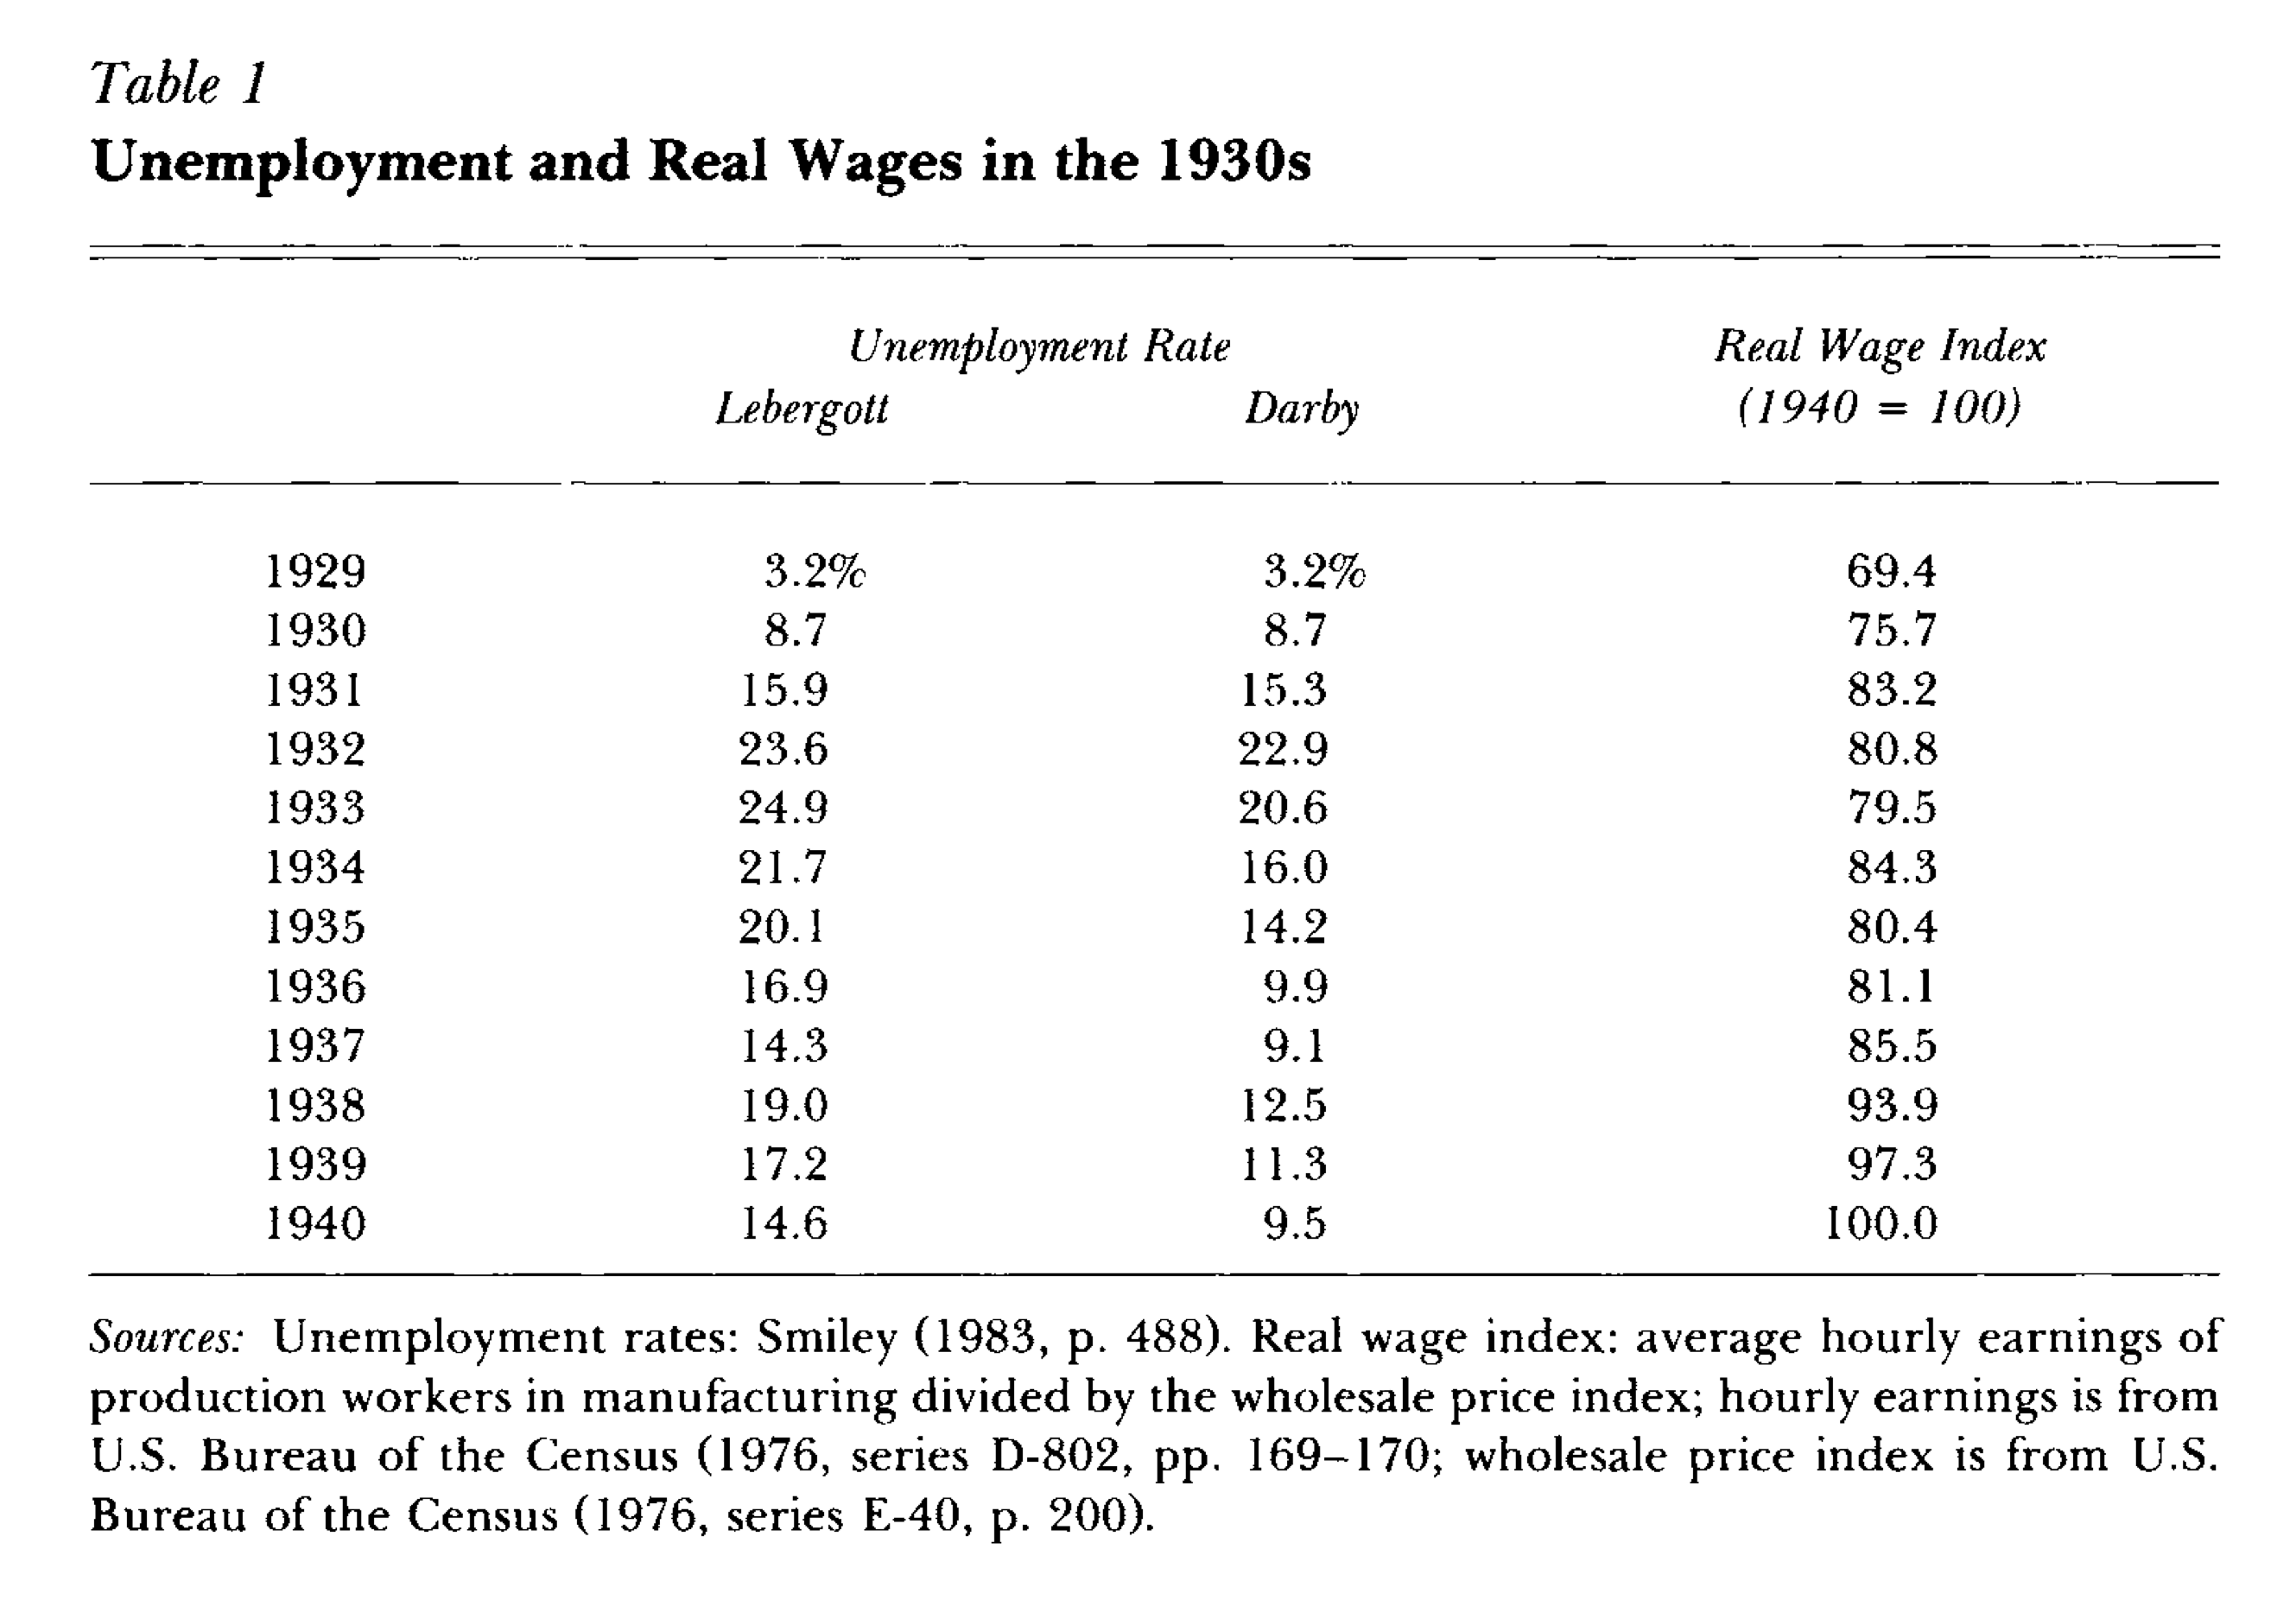 Table 1
Unemployment and Real Wages in the 1930s
Unemployment Rate Real Wage Index
Lebergott Darby (1940 = 100)
1929 3.2% 3.2% 69.4
1930 8.7 8.7 75.7
1931 15.9 15.3 83.2
1932 23.6 22.9 80.8
1933 24.9 20.6 79.5
1934 21.7 16.0 84.3
1935 20.1 14.2 80.4
1936 16.9 9.9 81.1
1937 14.3 9.1 85.5
1938 19.0 12.5 93.9
1939 17.2 11.3 97.3
1940 14.6 9.5 100.0
Sources: Unemployment rates: Smiley (1983, p. 488). Real wage index: average hourly earnings of
production workers in manufacturing divided by the wholesale price index; hourly earnings is from
U.S. Bureau of the Census (1976, series D-802, pp. 169–170; wholesale price index is from U.S.
Bureau of the Census (1976, series E-40, p. 200).